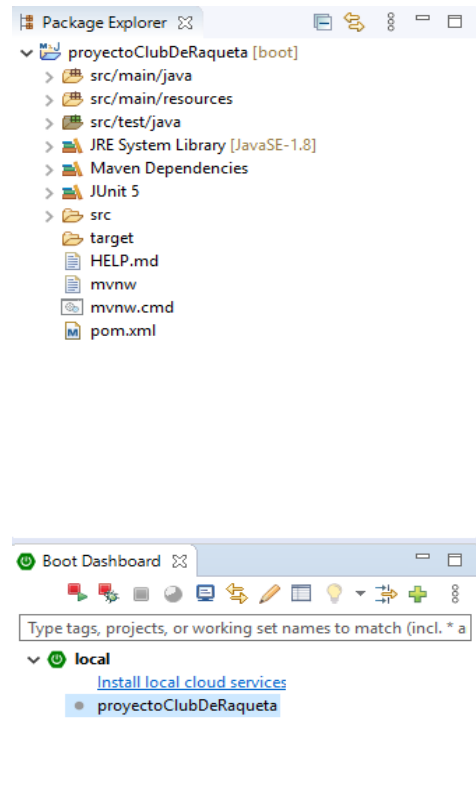 Package Explorer
proyectoClubDeRaqueta [boot]
src/main/java
src/main/resources
src/test/java
JRE System Library [JavaSE-1.8]
Maven Dependencies
JUnit 5
src
target
HELP.md
mvnw
mvnw.cmd
pom.xml
Boot Dashboard
Type tags, projects, or working set names to match (incl. * a
local
Install local cloud services
proyectoClubDeRaqueta